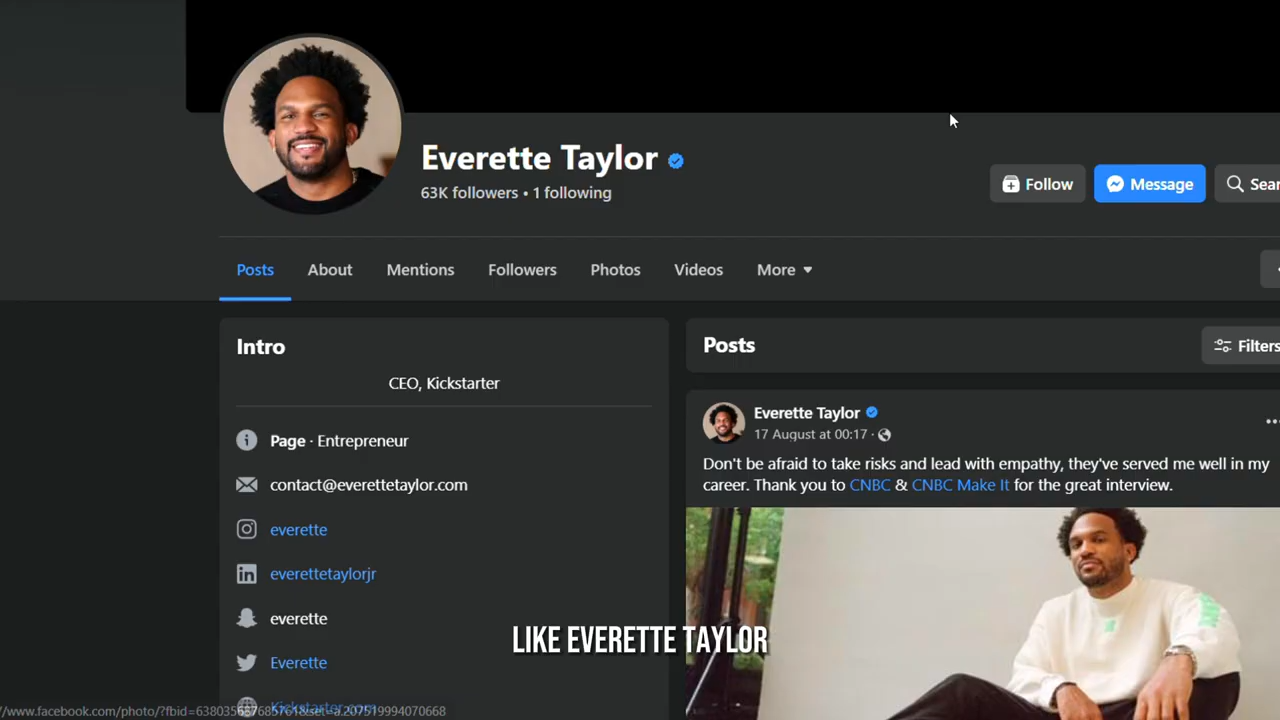 Everette Taylor
63K followers • 1 following
Follow
Message
Sear
Posts
About
Mentions
Followers
Photos
Videos
More
Intro
CEO, Kickstarter
Page · Entrepreneur
contact@everettetaylor.com
everette
everettetaylorjr
everette
Everette
Kickstarter.com
Posts
Filters
Everette Taylor
17 August at 00:17 ·
Don't be afraid to take risks and lead with empathy, they've served me well in my
career. Thank you to CNBC & CNBC Make It for the great interview.
LIKE EVERETTE TAYLOR